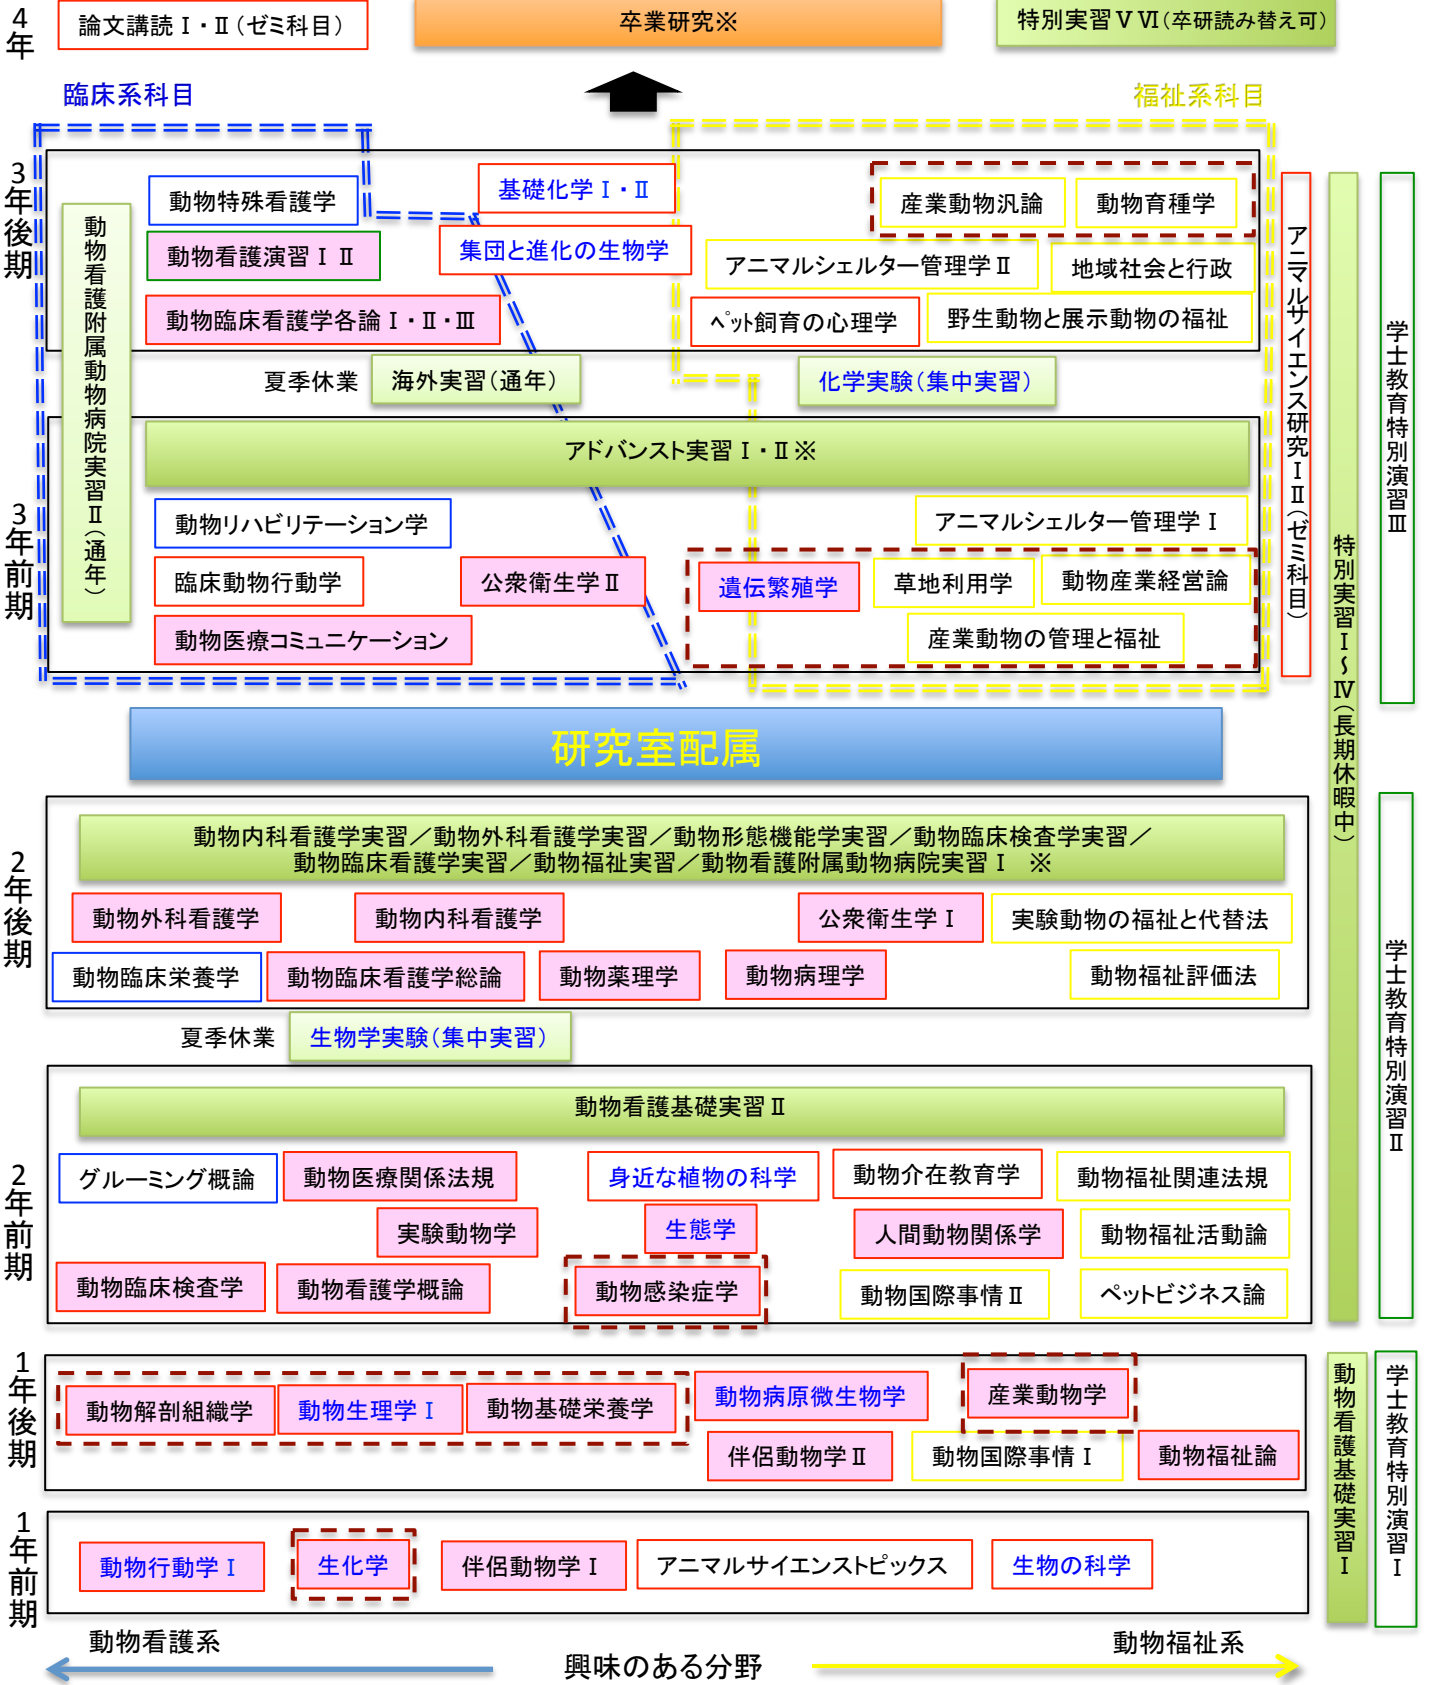 4年
論文講読Ⅰ・Ⅱ(ゼミ科目)
卒業研究※
特別実習ⅤⅥ(卒研読み替え可)
臨床系科目
福祉系科目
3年後期
動物特殊看護学
基礎化学Ⅰ・Ⅱ
産業動物汎論
動物育種学
動物看護演習ⅠⅡ
集団と進化の生物学
アニマルシェルター管理学Ⅱ
地域社会と行政
動物臨床看護学各論Ⅰ・Ⅱ・Ⅲ
ペット飼育の心理学
野生動物と展示動物の福祉
動物看護附属動物病院実習Ⅱ(通年)
アニマルサイエンス研究ⅠⅡ(ゼミ科目)
特別実習Ⅰ~Ⅳ(長期休暇中)
学士教育特別演習Ⅲ
夏季休業
海外実習(通年)
化学実験(集中実習)
3年前期
アドバンスト実習Ⅰ・Ⅱ※
動物リハビリテーション学
アニマルシェルター管理学Ⅰ
臨床動物行動学
公衆衛生学Ⅱ
遺伝繁殖学
草地利用学
動物産業経営論
動物医療コミュニケーション
産業動物の管理と福祉
研究室配属
2年後期
動物内科看護学実習/動物外科看護学実習/動物形態機能学実習/動物臨床検査学実習/
動物臨床看護学実習/動物福祉実習/動物看護附属動物病院実習Ⅰ ※
動物外科看護学
動物内科看護学
公衆衛生学Ⅰ
実験動物の福祉と代替法
動物臨床栄養学
動物臨床看護学総論
動物薬理学
動物病理学
動物福祉評価法
学士教育特別演習Ⅱ
夏季休業
生物学実験(集中実習)
2年前期
動物看護基礎実習Ⅱ
グルーミング概論
動物医療関係法規
身近な植物の科学
動物介在教育学
動物福祉関連法規
実験動物学
生態学
人間動物関係学
動物福祉活動論
動物臨床検査学
動物看護学概論
動物感染症学
動物国際事情Ⅱ
ペットビジネス論
1年後期
動物解剖組織学
動物生理学Ⅰ
動物基礎栄養学
動物病原微生物学
産業動物学
伴侶動物学Ⅱ
動物国際事情Ⅰ
動物福祉論
動物看護基礎実習Ⅰ
学士教育特別演習Ⅰ
1年前期
動物行動学Ⅰ
生化学
伴侶動物学Ⅰ
アニマルサイエンストピックス
生物の科学
動物看護系
興味のある分野
動物福祉系